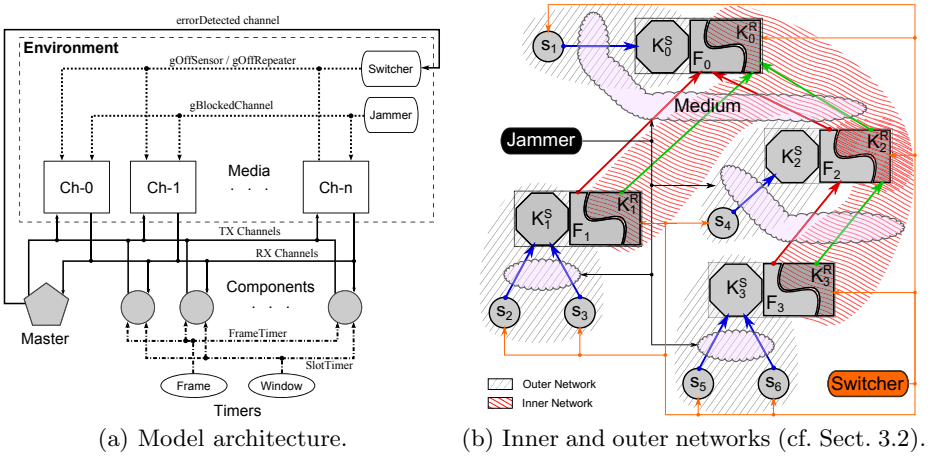 errorDetected channel
Environment
gOffSensor / gOffRepeater
Switcher
gBlockedChannel
Jammer
Ch-0
Ch-1
Media
. . .
Ch-n
TX Channels
RX Channels
Components
. . .
Master
FrameTimer
SlotTimer
Frame
Window
Timers
(a) Model architecture.
s1
K0S
K0R
F0
Medium
Jammer
K2S
K2R
F2
K1S
K1R
F1
s4
K3S
K3R
F3
s2
s3
s5
s6
Outer Network
Inner Network
Switcher
(b) Inner and outer networks (cf. Sect. 3.2).